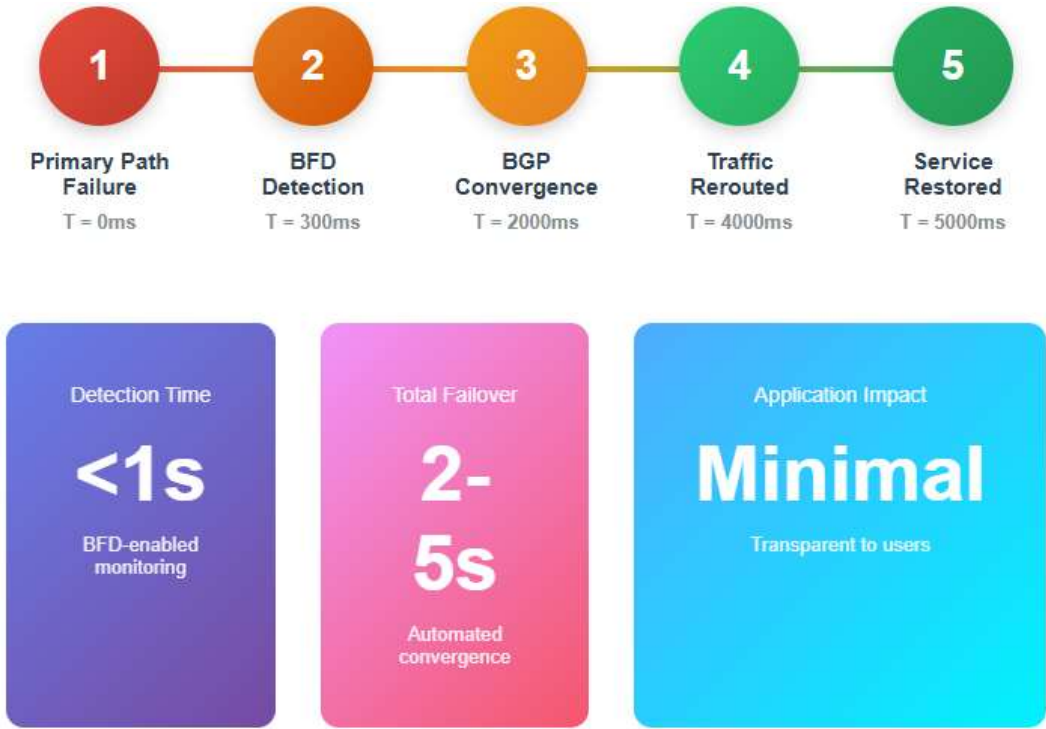 1 2 3 4 5
Primary Path BFD BGP Traffic Service
Failure Detection Convergence Rerouted Restored
T = 0ms T = 300ms T = 2000ms T = 4000ms T = 5000ms
Detection Time
<1s
BFD-enabled
monitoring
Total Failover
2-
5s
Automated
convergence
Application Impact
Minimal
Transparent to users